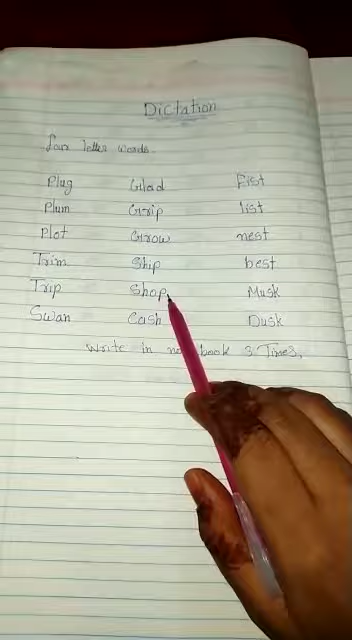 Dictation
four letter words.
Plug Glad Fist
Plum Grip list
Plot Grow nest
Trim Ship best
Trip Shop Musk
Swan Cash Dusk
Write in book 3 Times.